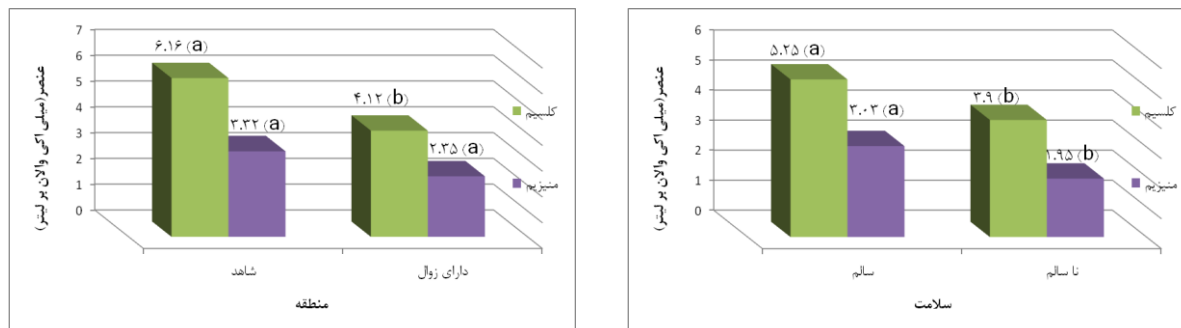 عنصر(میلی اکی والان بر لیتر)
7
6
5
4
3
2
1
0
۶.۱۶ (a)
۳.۳۲ (a)
۴.۱۲ (b)
۲.۳۵ (a)
شاهد
دارای زوال
منطقه
کلسیم
منیزیم
عنصر(میلی اکی والان بر لیتر)
6
5
4
3
2
1
0
۵.۲۵ (a)
۳.۰۳ (a)
۳.۹ (b)
۱.۹۵ (b)
سالم
نا سالم
سلامت
کلسیم
منیزیم